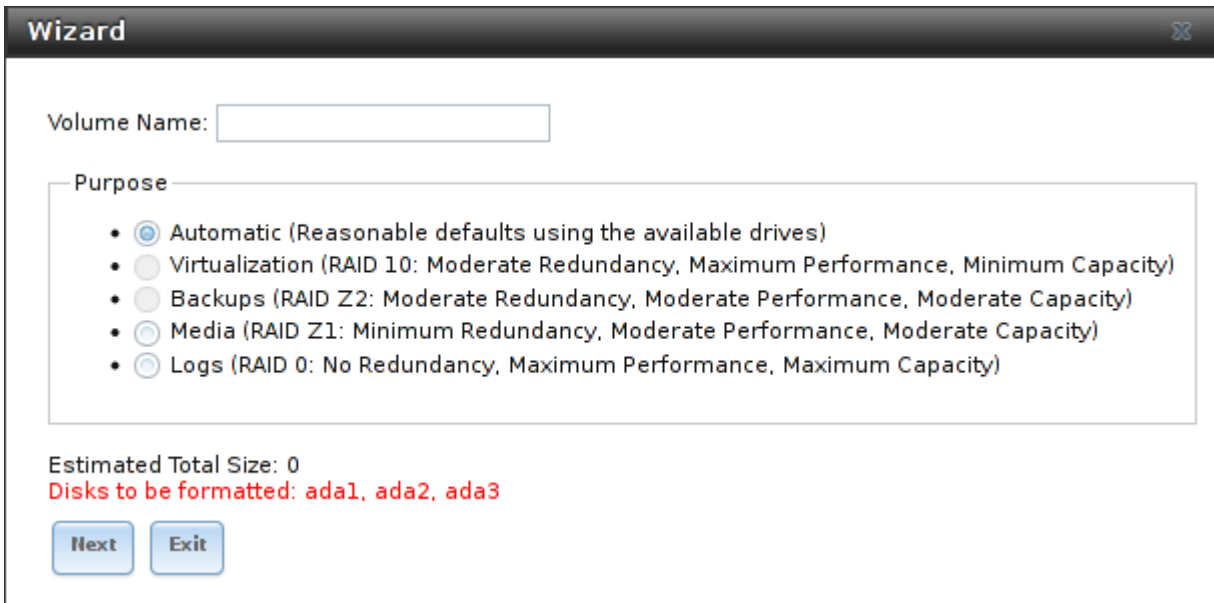 Wizard
Volume Name:
Purpose
Automatic (Reasonable defaults using the available drives)
Virtualization (RAID 10: Moderate Redundancy, Maximum Performance, Minimum Capacity)
Backups (RAID Z2: Moderate Redundancy, Moderate Performance, Moderate Capacity)
Media (RAID Z1: Minimum Redundancy, Moderate Performance, Moderate Capacity)
Logs (RAID 0: No Redundancy, Maximum Performance, Maximum Capacity)
Estimated Total Size: 0
Disks to be formatted: ada1, ada2, ada3
Next Exit